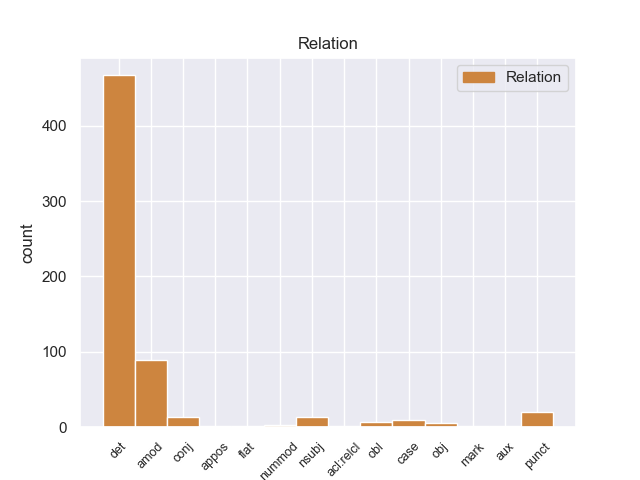 Relation
Relation
count
400
300
200
100
0
det amod conj appos flat nummod nsubj acl:relcl obl case obj mark aux punct